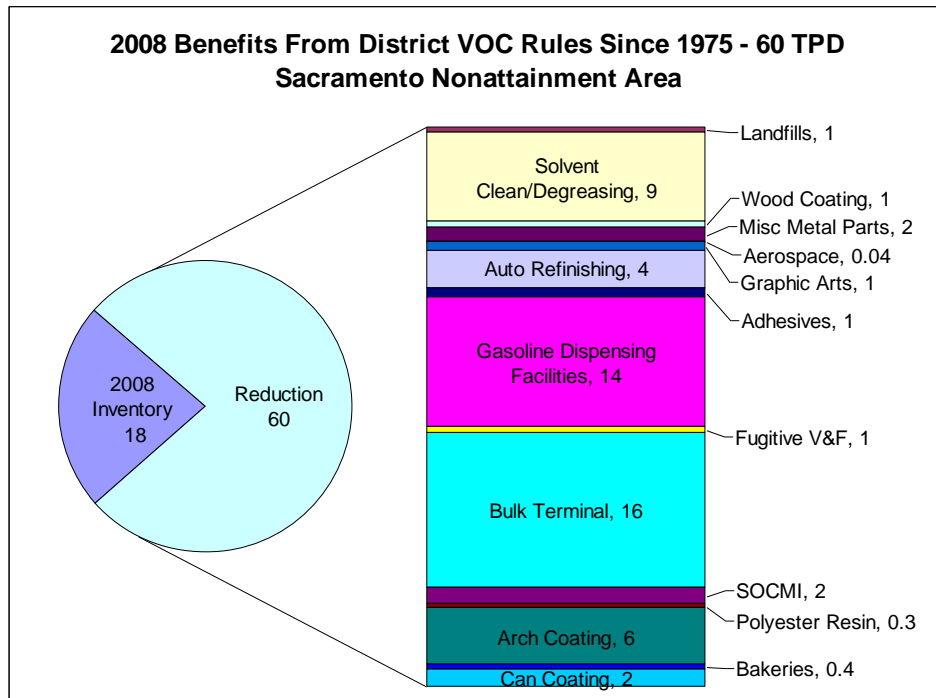 2008 Benefits From District VOC Rules Since 1975 - 60 TPD
Sacramento Nonattainment Area
2008
Inventory
18
Reduction
60
Landfills, 1
Solvent
Clean/Degreasing, 9
Wood Coating, 1
Misc Metal Parts, 2
Aerospace, 0.04
Graphic Arts, 1
Auto Refinishing, 4
Adhesives, 1
Gasoline Dispensing
Facilities, 14
Fugitive V&F, 1
Bulk Terminal, 16
SOCMI, 2
Polyester Resin, 0.3
Arch Coating, 6
Bakeries, 0.4
Can Coating, 2